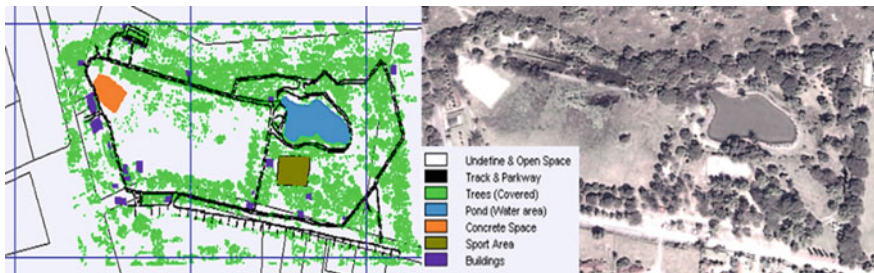 Undefine & Open Space
Track & Parkway
Trees (Covered)
Pond (Water area)
Concrete Space
Sport Area
Buildings